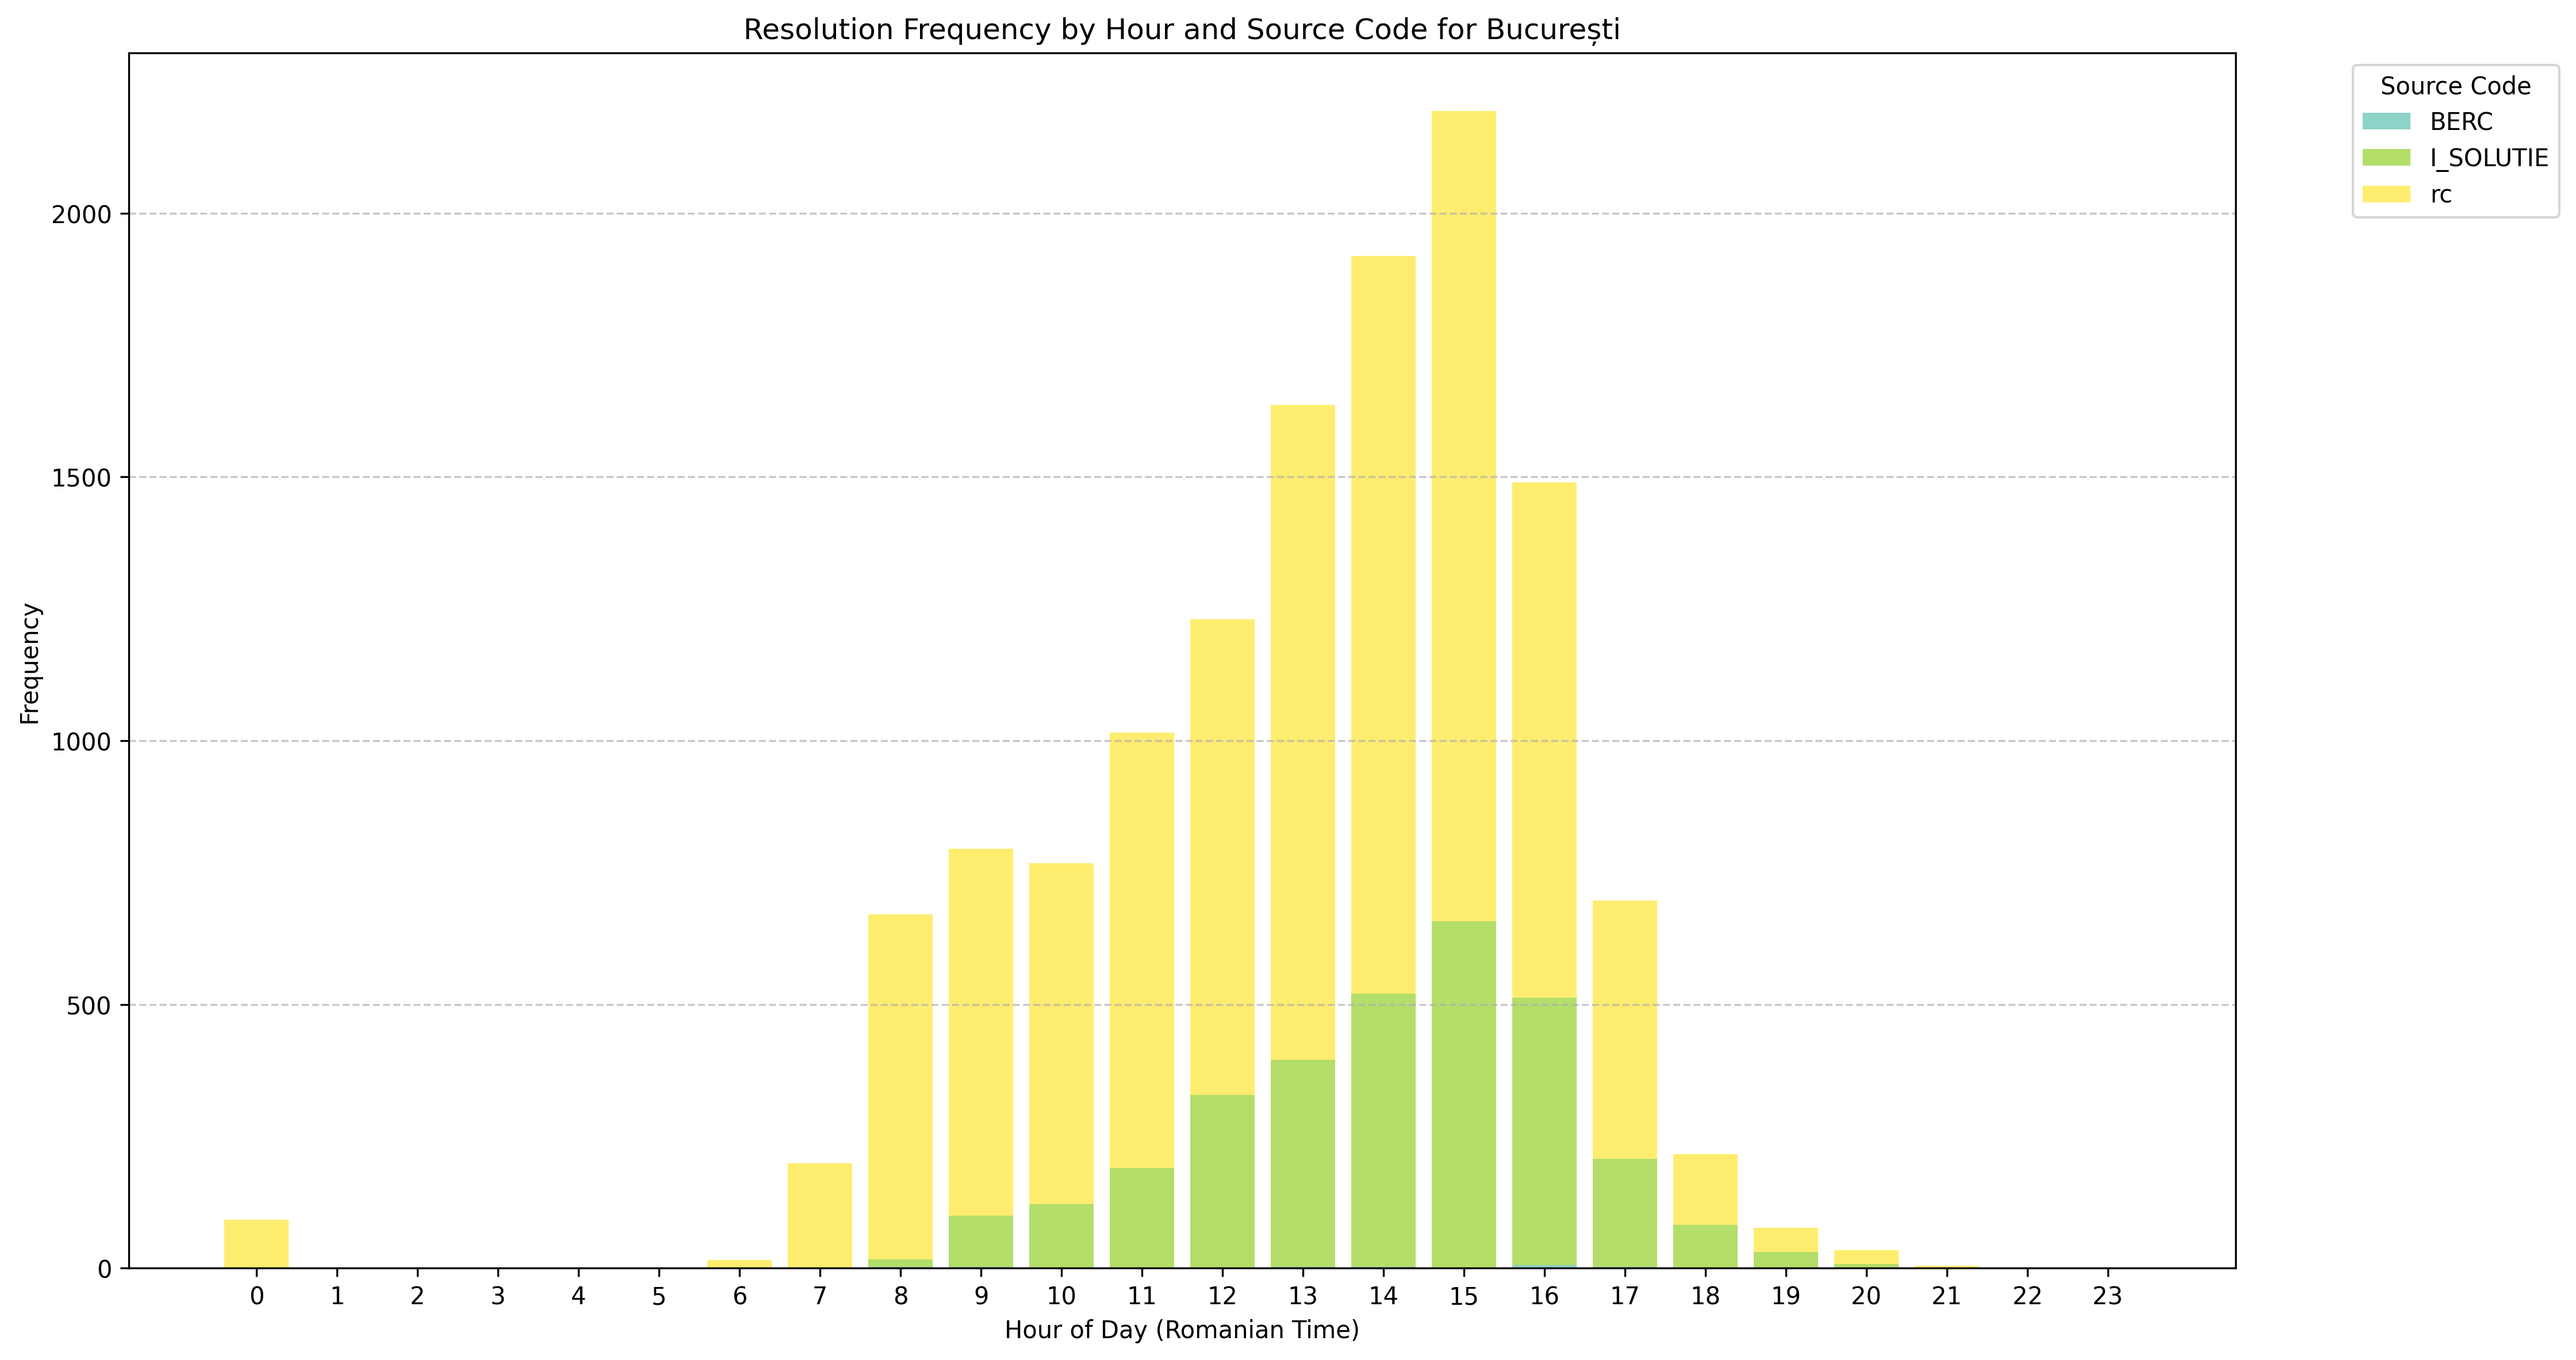 Resolution Frequency by Hour and Source Code for București
Source Code
BERC
I_SOLUTIE
rc
Frequency
2000
1500
1000
500
0
0 1 2 3 4 5 6 7 8 9 10 11 12 13 14 15 16 17 18 19 20 21 22 23
Hour of Day (Romanian Time)